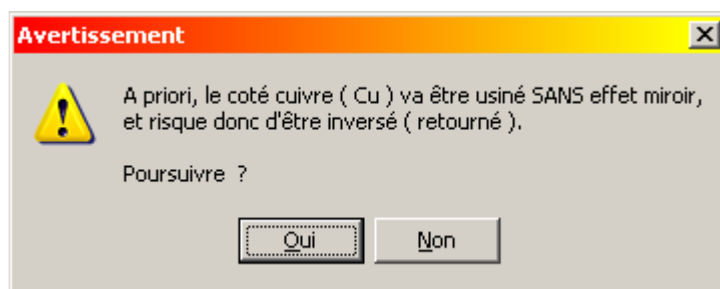 Avertissement
A priori, le coté cuivre ( Cu ) va être usiné SANS effet miroir,
et risque donc d'être inversé ( retourné ).
Poursuivre  ?
Oui
Non